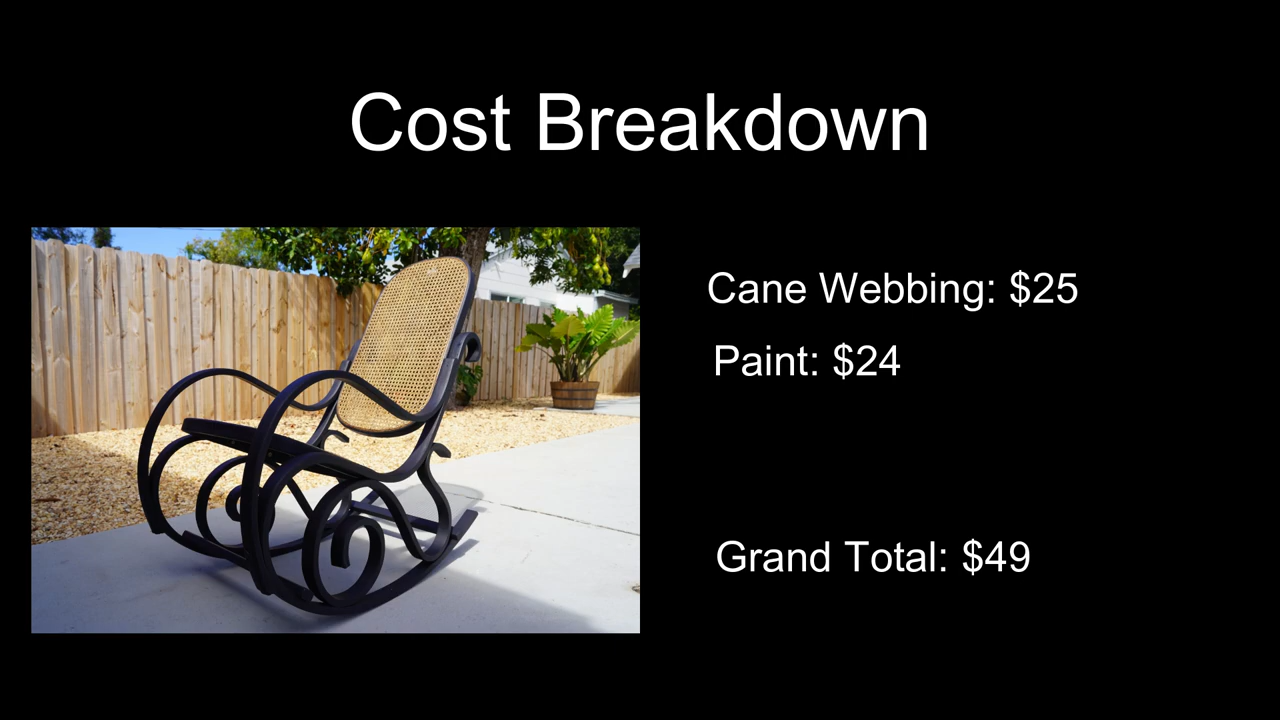 Cost Breakdown
Cane Webbing: $25
Paint: $24
Grand Total: $49